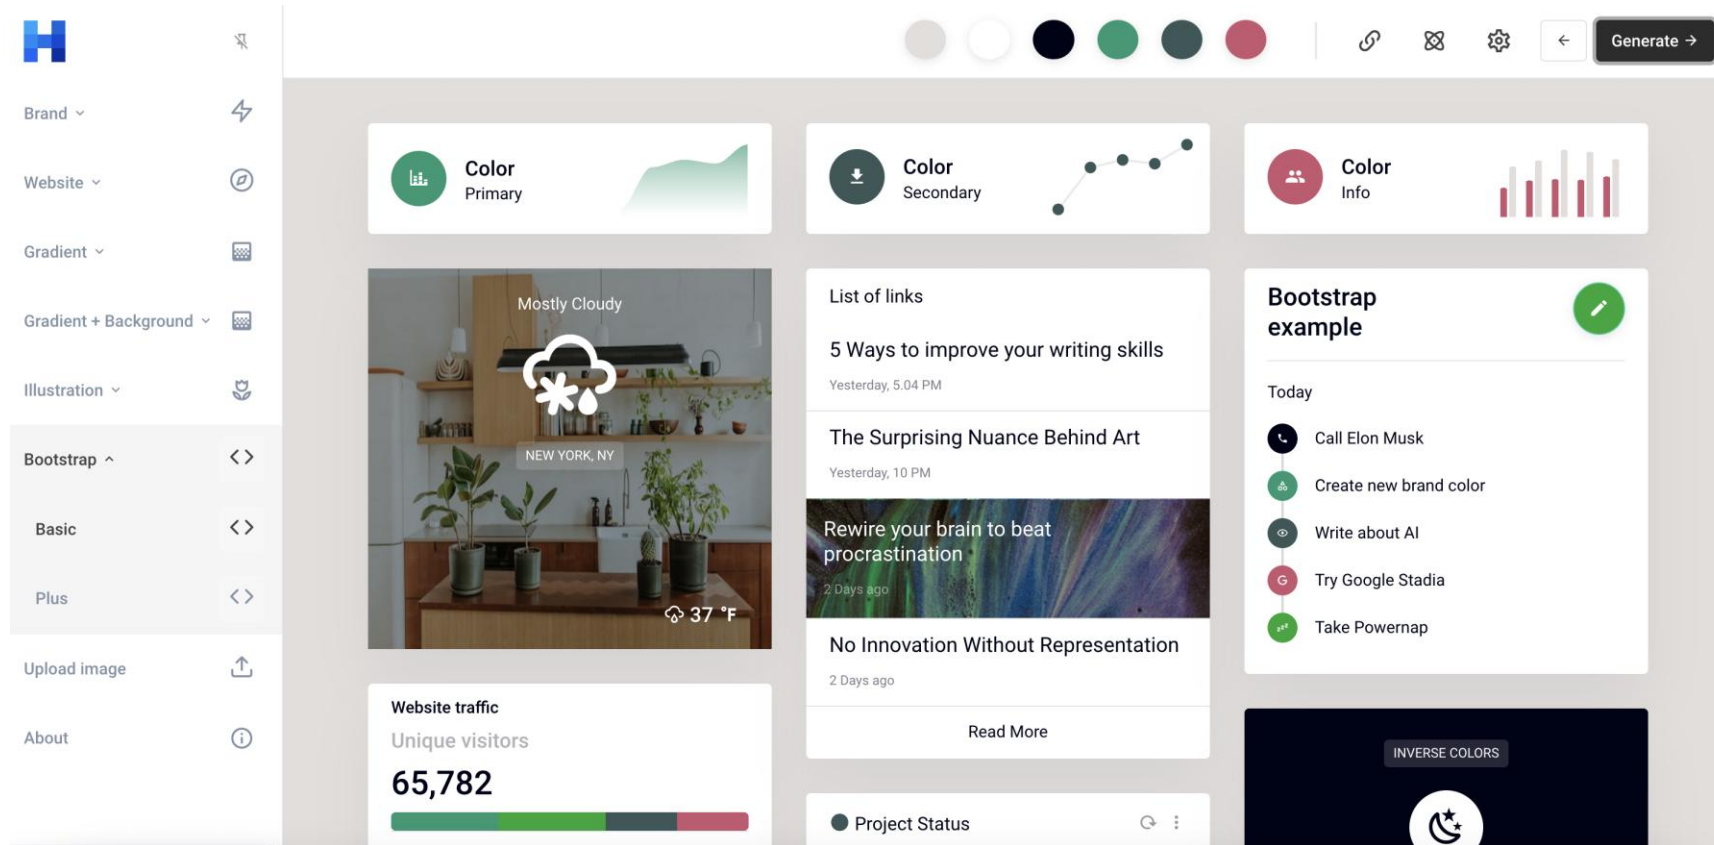 Generate →
Brand
Website
Gradient
Gradient + Background
Illustration
Bootstrap
Basic
Plus
Upload image
About
Color
Primary
Color
Secondary
Color
Info
Mostly Cloudy
NEW YORK, NY
37 °F
Website traffic
Unique visitors
65,782
List of links
5 Ways to improve your writing skills
Yesterday, 5.04 PM
The Surprising Nuance Behind Art
Yesterday, 10 PM
Rewire your brain to beat
procrastination
2 Days ago
No Innovation Without Representation
2 Days ago
Read More
Project Status
Bootstrap
example
Today
Call Elon Musk
Create new brand color
Write about AI
G
Try Google Stadia
Take Powernap
INVERSE COLORS